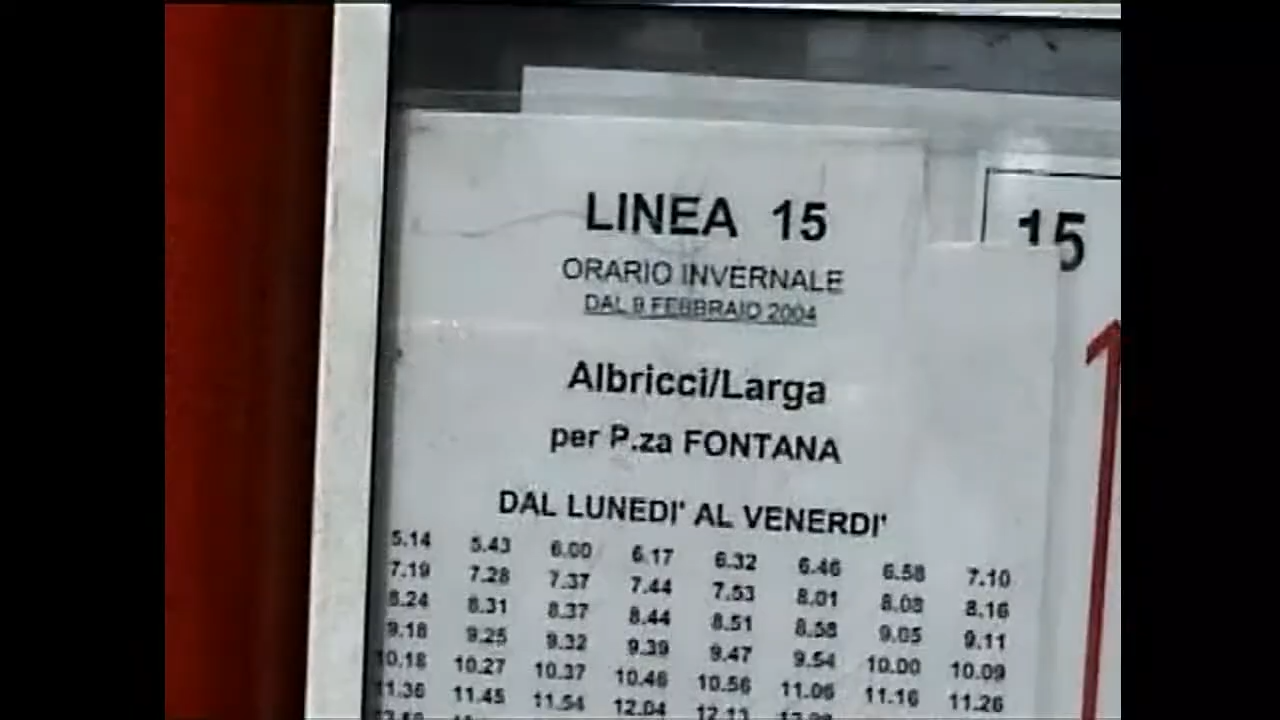 LINEA 15
ORARIO INVERNALE
DAL 9 FEBBRAIO 2004
Albricci/Larga
per P.za FONTANA
DAL LUNEDI' AL VENERDI'
5.14 5.43 6.00 6.17 6.32 6.46 6.58 7.10
7.19 7.28 7.37 7.44 7.53 8.01 8.08 8.16
8.24 8.31 8.37 8.44 8.51 8.58 9.05 9.11
9.18 9.25 9.32 9.39 9.47 9.54 10.00 10.09
10.18 10.27 10.37 10.46 10.56 11.06 11.16 11.26
11.36 11.45 11.54 12.04 12.13
15
1